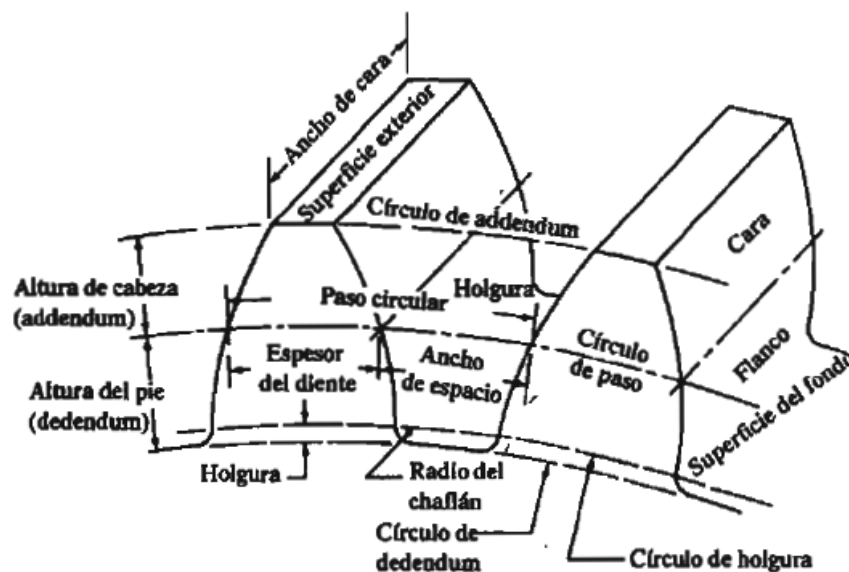 Ancho de cara
Superficie exterior
Círculo de addendum
Cara
Altura de cabeza
(addendum)
Paso circular
Holgura
Espesor
del diente
Ancho
de espacio
Círculo
de paso
Flanco
Altura del pie
(dedendum)
Superficie del fondo
Holgura
Radio del
chaflán
Círculo de
dedendum
Círculo de holgura